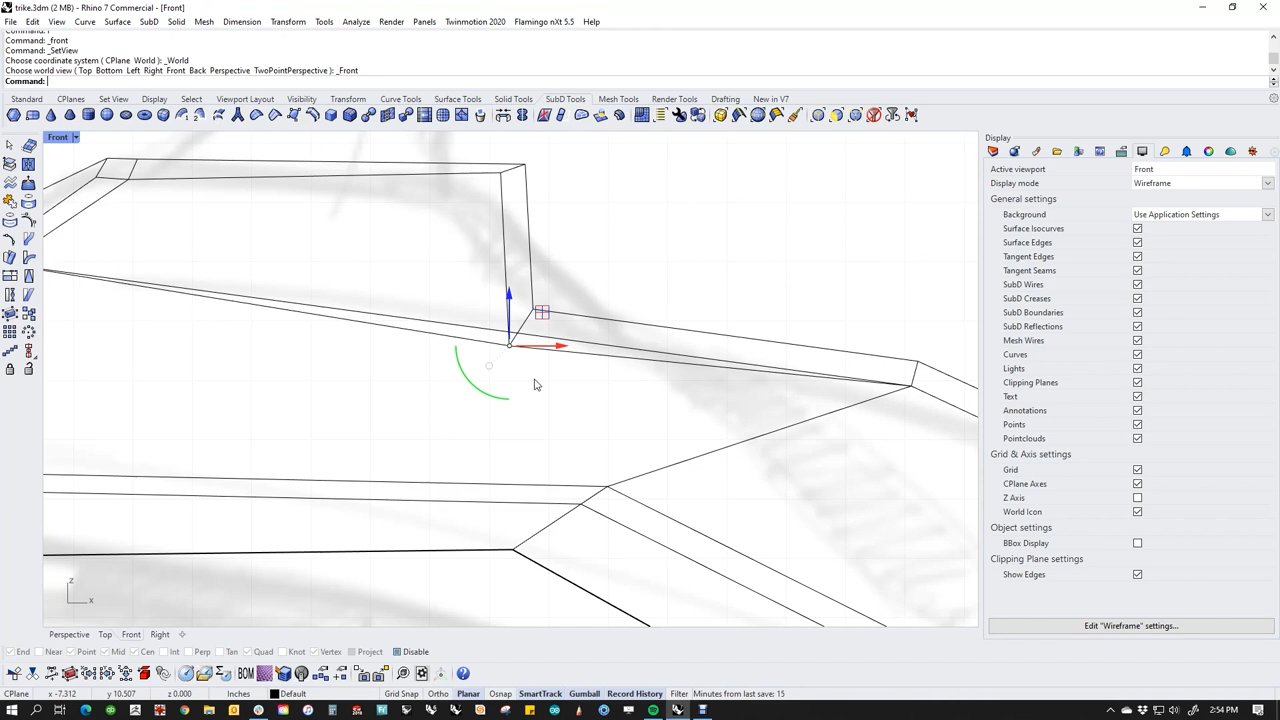 trike.3dm (2 MB) - Rhino 7 Commercial - [Front]
File Edit View Curve Surface SubD Solid Mesh Dimension Transform Tools Analyze Render Panels Twinmotion 2020 Flamingo nXt 5.5 Help
Command: _front
Command: _SetView
Choose coordinate system ( CPlane World ): _World
Choose world view ( Top Bottom Left Right Front Back Perspective TwoPointPerspective ): _Front
Command:
Standard CPlanes Set View Display Select Viewport Layout Visibility Transform Curve Tools Surface Tools Solid Tools SubD Tools Mesh Tools Render Tools Drafting New in V7
Front
Display
Active viewport Front
Display mode Wireframe
General settings
Background Use Application Settings
Surface Isocurves
Surface Edges
Tangent Edges
Tangent Seams
SubD Wires
SubD Creases
SubD Boundaries
SubD Reflections
Mesh Wires
Curves
Lights
Clipping Planes
Text
Annotations
Points
Pointclouds
Grid & Axis settings
Grid
CPlane Axes
Z Axis
World Icon
Object settings
BBox Display
Clipping Plane settings
Show Edges
Edit "Wireframe" settings...
z
x
Perspective Top Front Right
End Near Point Mid Cen Int Perp Tan Quad Knot Vertex Project Disable
BOM
CPlane x -7.312 y 10.507 z 0.000 Inches Default Grid Snap Ortho Planar Osnap SmartTrack Gumball Record History Filter Minutes from last save: 15
2:54 PM